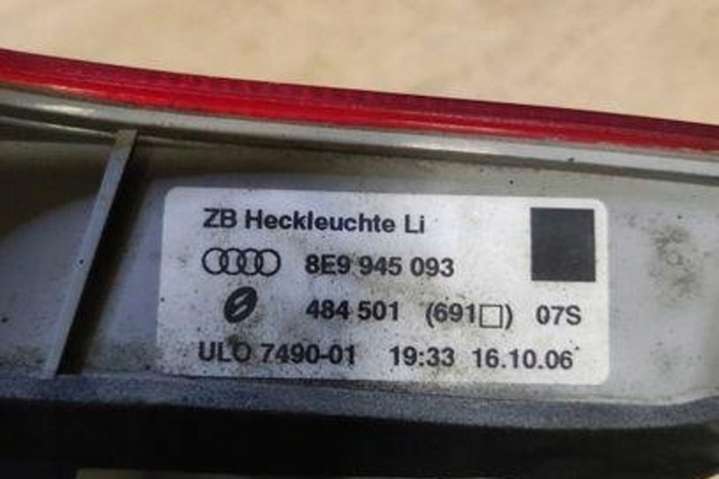 ZB Heckleuchte Li
8E9 945 093
484 501 (691□) 07S
ULO 7490-01 19:33 16.10.06